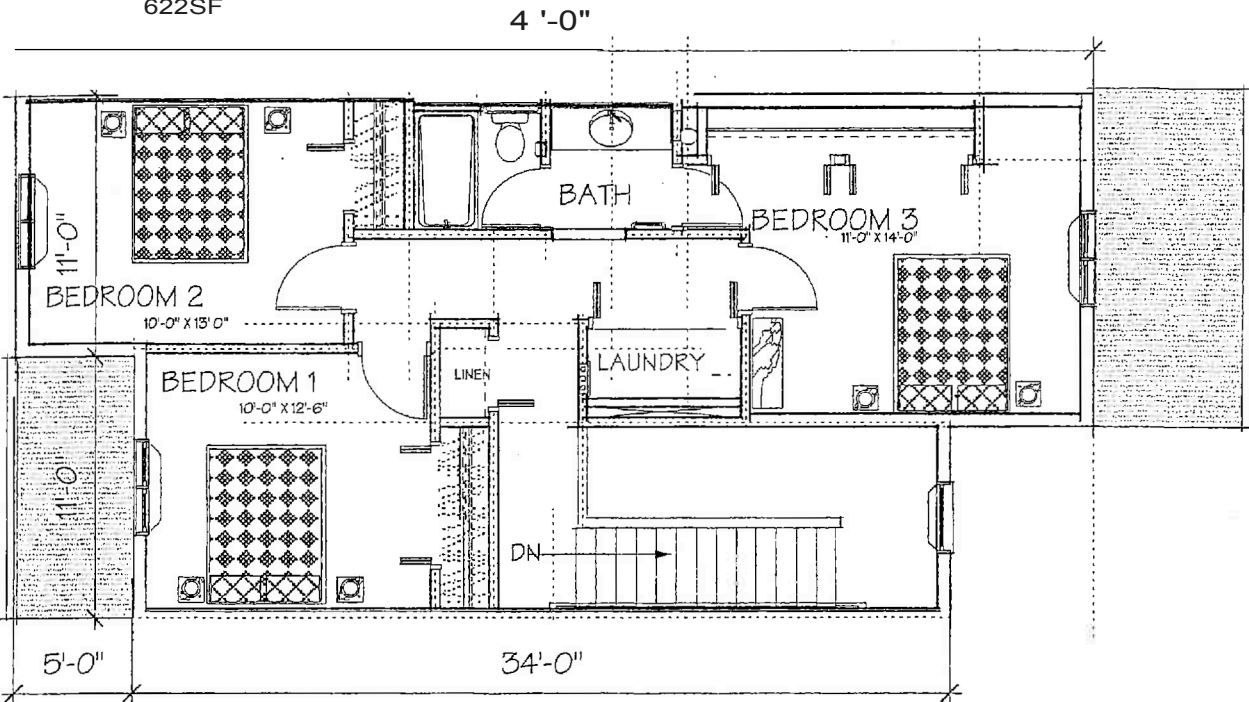 622SF
4 '-0"
BATH
BEDROOM 3
11'-0" X 14'-0"
11'-0"
BEDROOM 2
10'-0" X 13' 0"
LAUNDRY
LINEN
BEDROOM 1
10'-0" X 12'-6"
11'-0"
DN
5'-0"
34'-0"